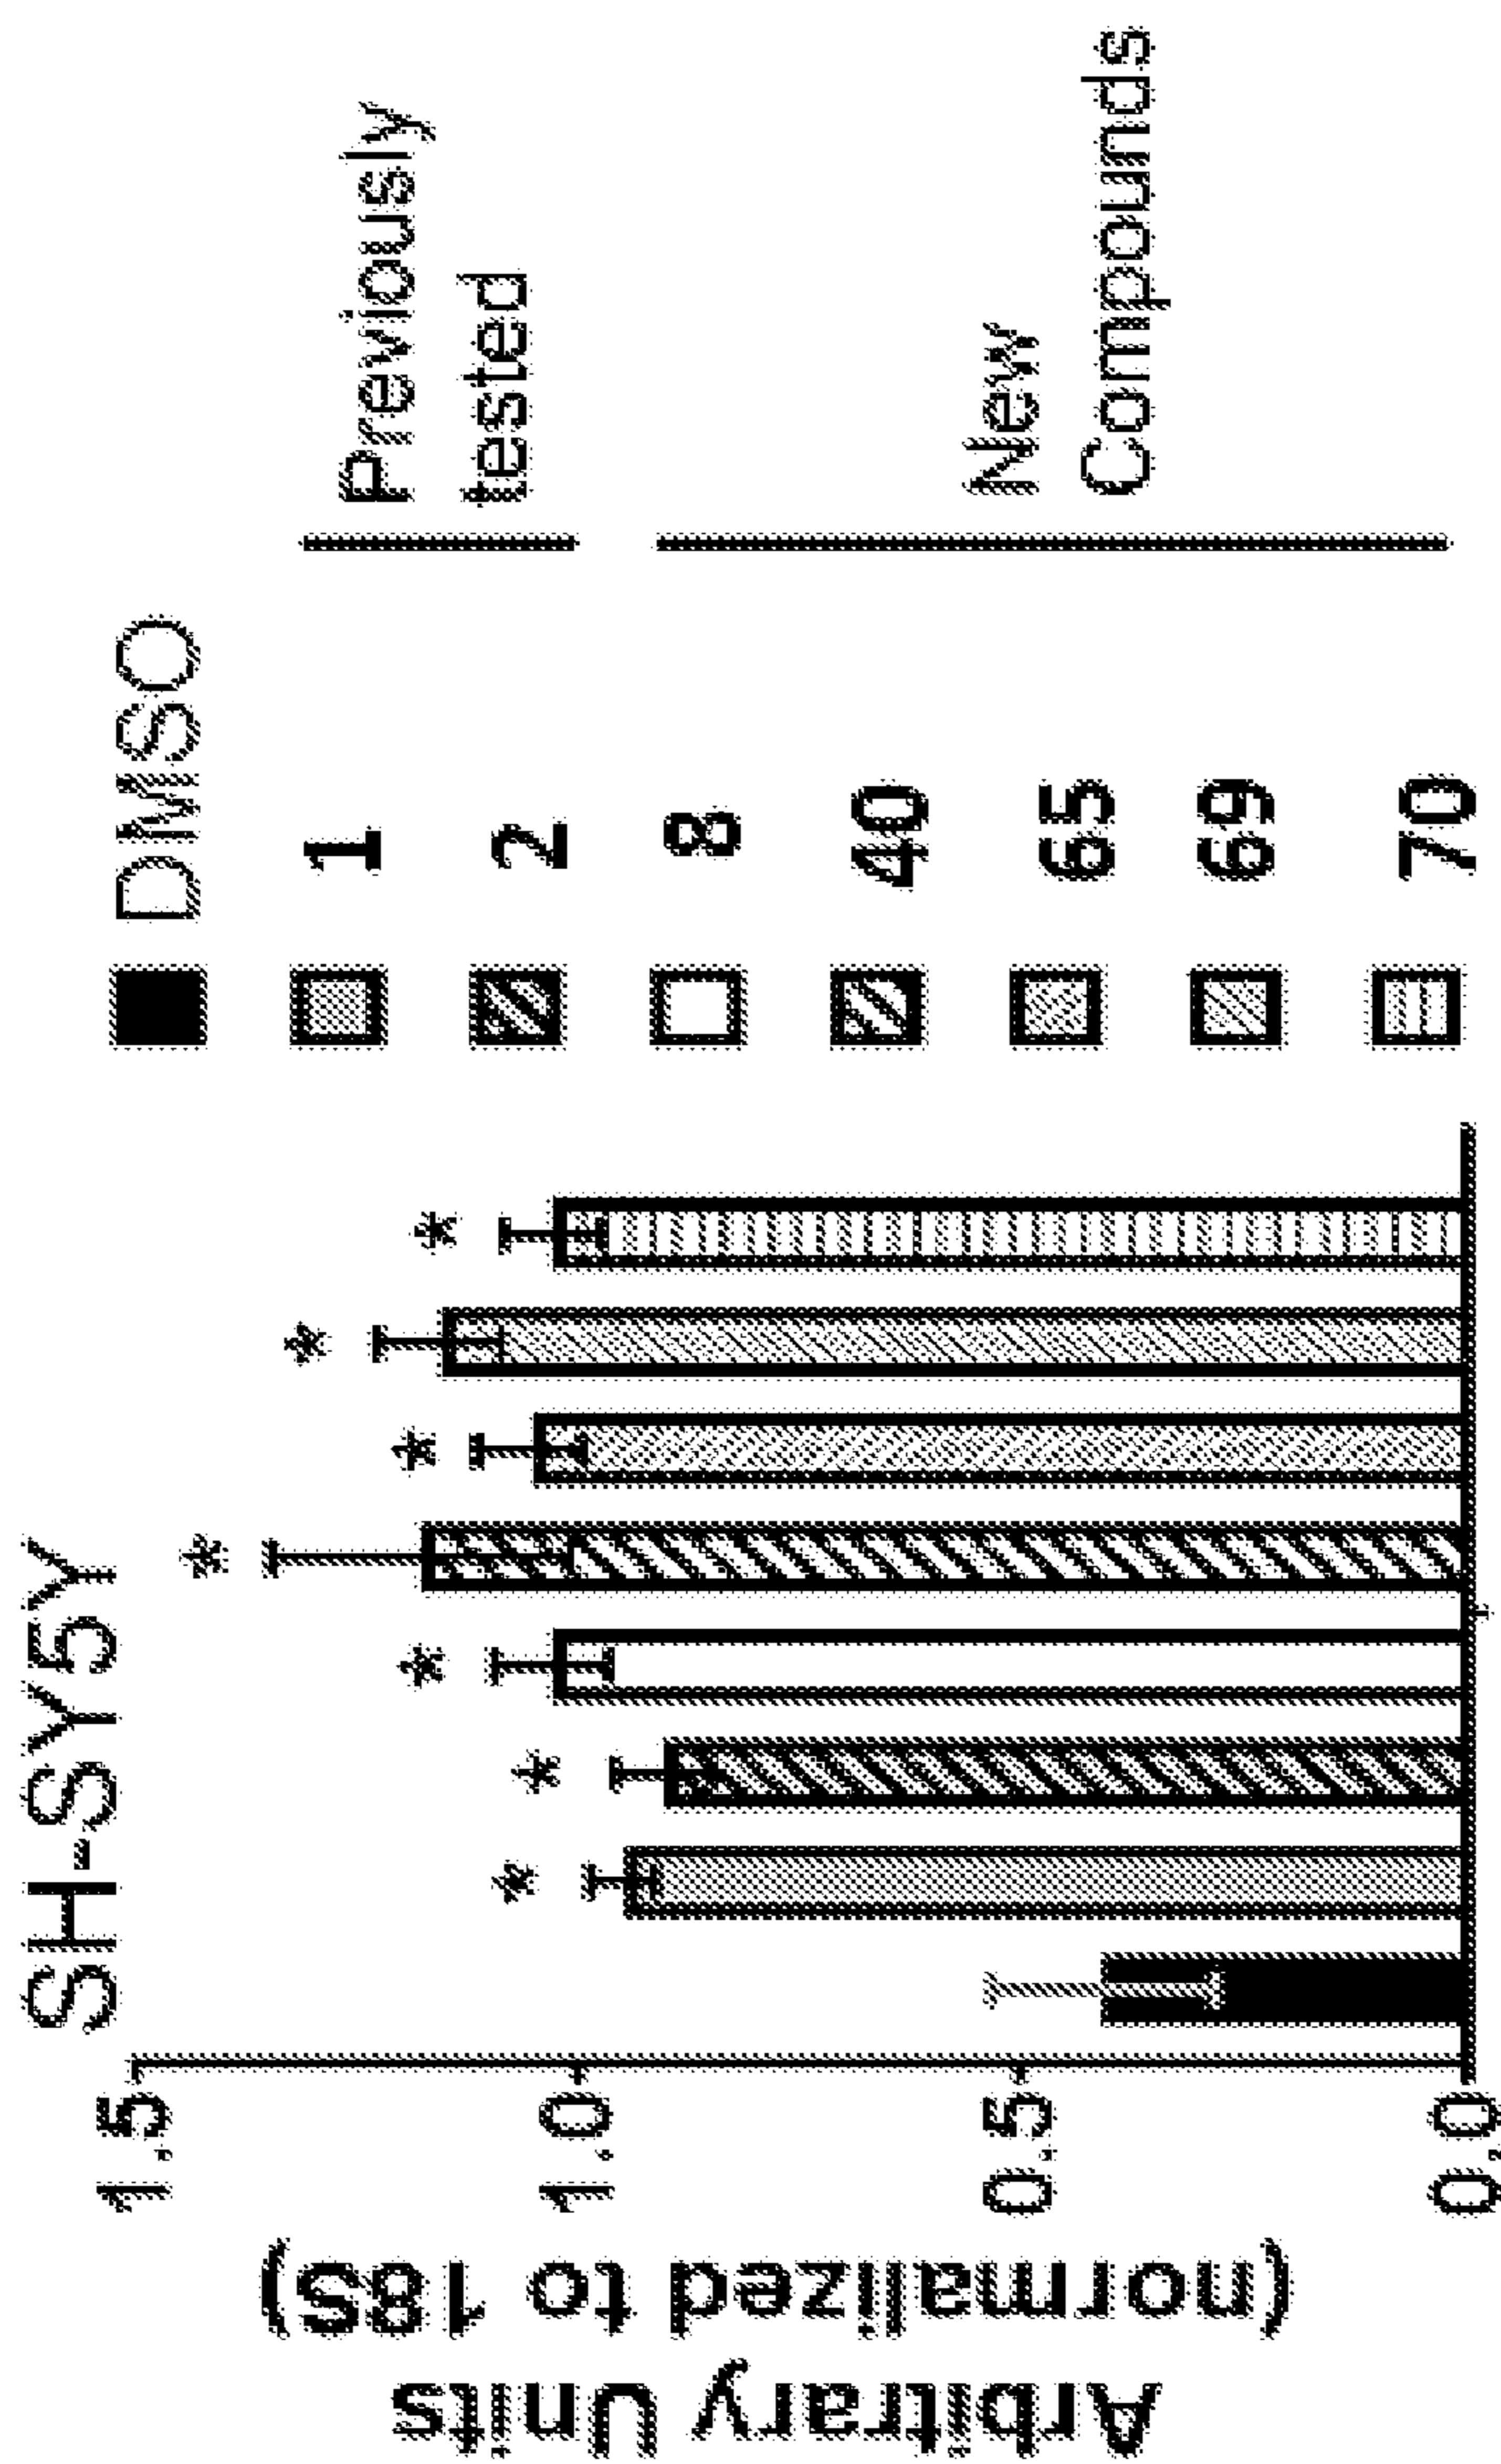 SH-SY5Y
Arbitrary Units
(normalized to 18S)
1.5
1.0
0.5
0.0
*
*
*
*
*
*
*
DMSO
1
2
8
40
65
69
70
Previously
tested
New
Compounds